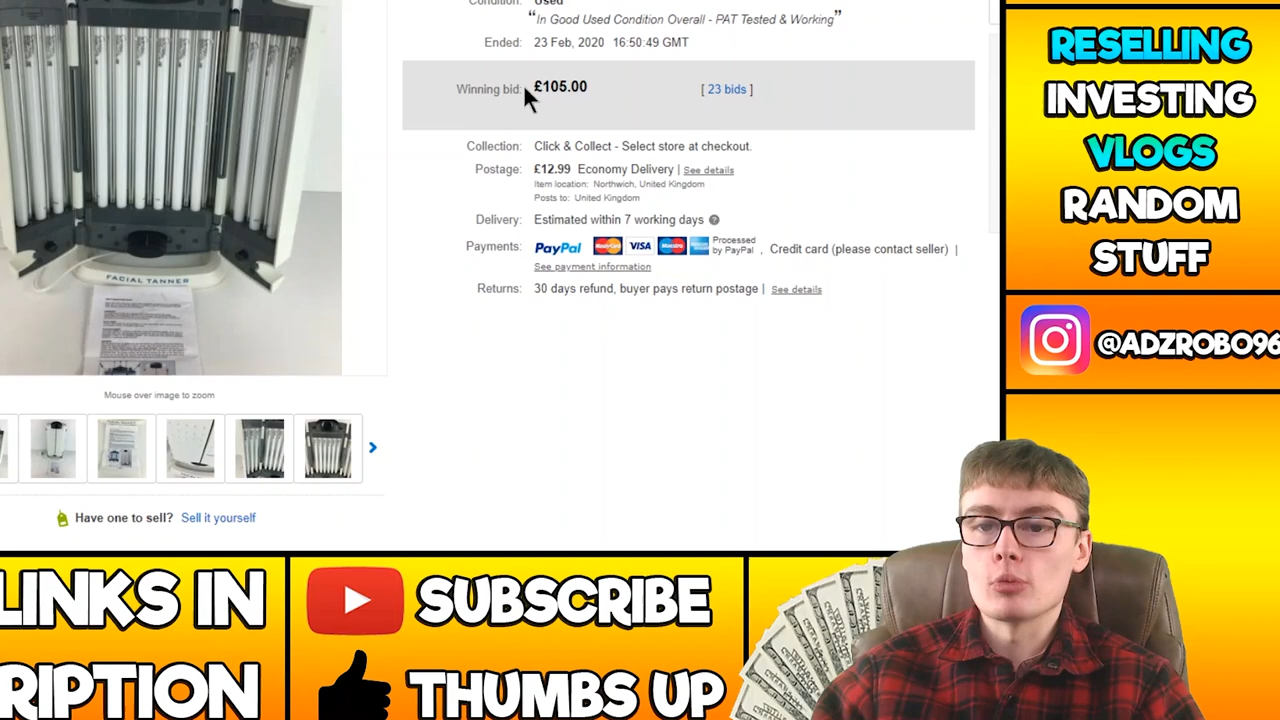 Condition: Used
"In Good Used Condition Overall - PAT Tested & Working"
Ended: 23 Feb, 2020 16:50:49 GMT
Winning bid: £105.00 [ 23 bids ]
Collection: Click & Collect - Select store at checkout.
Postage: £12.99 Economy Delivery | See details
Item location: Northwich, United Kingdom
Posts to: United Kingdom
Delivery: Estimated within 7 working days
Payments: PayPal MasterCard VISA Maestro Processed by PayPal , Credit card (please contact seller) |
See payment information
Returns: 30 days refund, buyer pays return postage | See details
FACIAL TANNER
Mouse over image to zoom
Have one to sell? Sell it yourself
RESELLING
INVESTING
VLOGS
RANDOM
STUFF
@ADZROBO96
LINKS IN
RIPTION
SUBSCRIBE
THUMBS UP